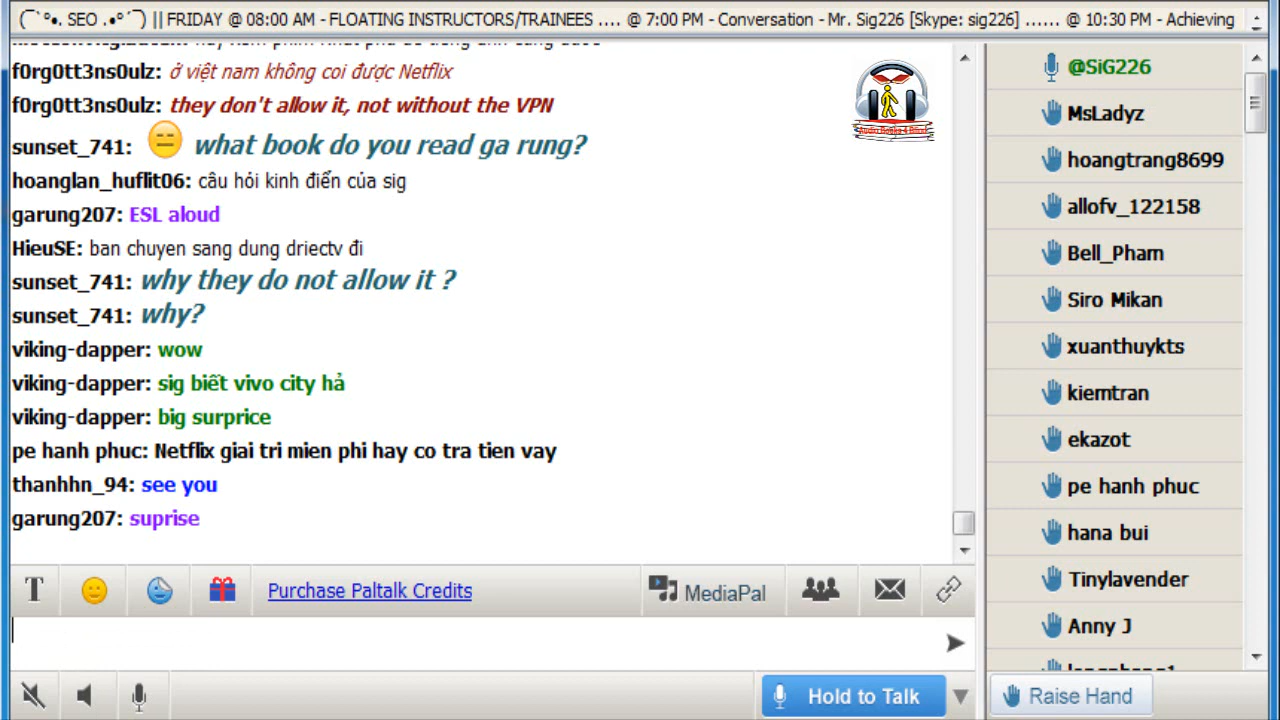 (¯`°•. SEO .•°´¯) || FRIDAY @ 08:00 AM - FLOATING INSTRUCTORS/TRAINEES .... @ 7:00 PM - Conversation - Mr. Sig226 [Skype: sig226] ...... @ 10:30 PM - Achieving
f0rg0tt3ns0ulz: ở việt nam không coi được Netflix
f0rg0tt3ns0ulz: they don't allow it, not without the VPN
sunset_741: what book do you read ga rung?
hoanglan_huflit06: câu hỏi kinh điển của sig
garung207: ESL aloud
HieuSE: ban chuyen sang dung driectv đi
sunset_741: why they do not allow it ?
sunset_741: why?
viking-dapper: wow
viking-dapper: sig biết vivo city hả
viking-dapper: big surprice
pe hanh phuc: Netflix giai tri mien phi hay co tra tien vay
thanhhn_94: see you
garung207: suprise
Audio Books 4 Blind
T
Purchase Paltalk Credits
MediaPal
Hold to Talk
@SiG226
MsLadyz
hoangtrang8699
allofv_122158
Bell_Pham
Siro Mikan
xuanthuykts
kiemtran
ekazot
pe hanh phuc
hana bui
Tinylavender
Anny J
Raise Hand